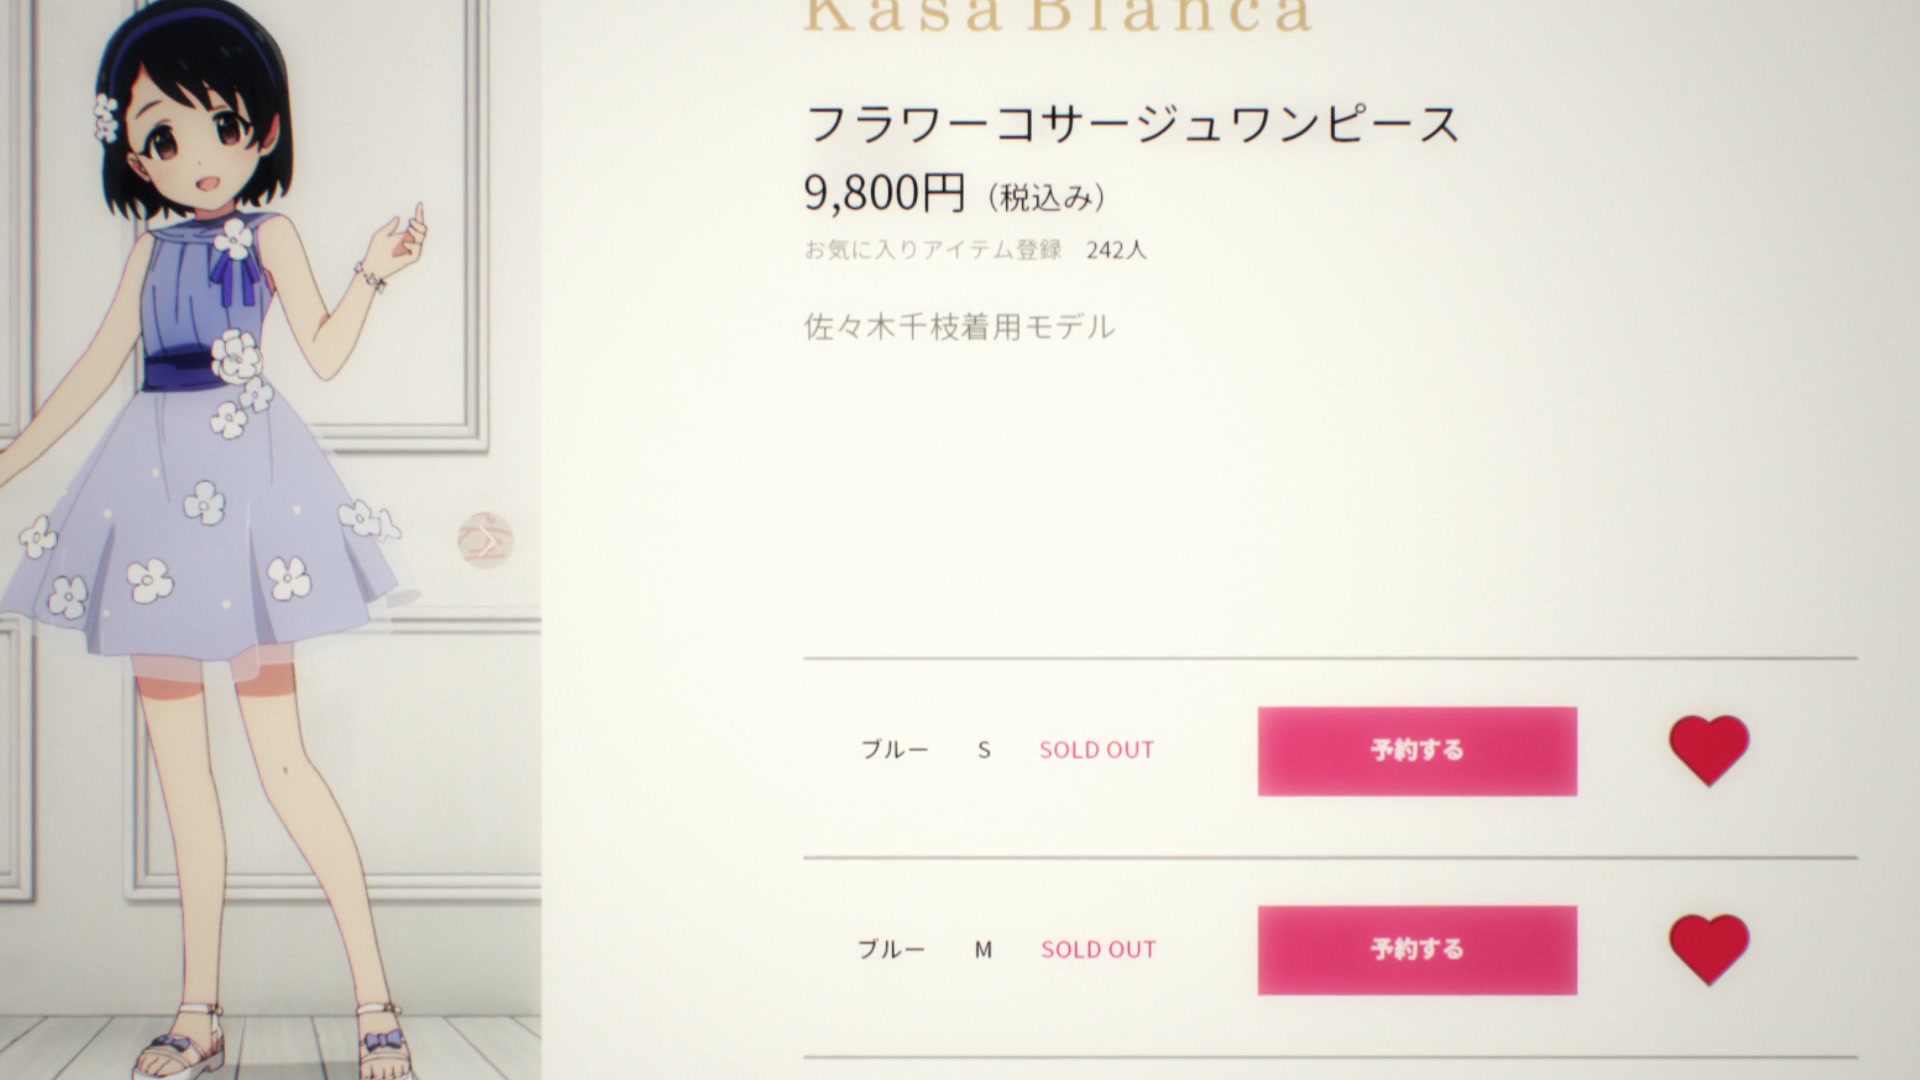 Kasa Blanca
フラワーコサージュワンピース
9,800円 (税込み)
お気に入りアイテム登録 242人
佐々木千枝着用モデル
ブルー S SOLD OUT 予約する
ブルー M SOLD OUT 予約する